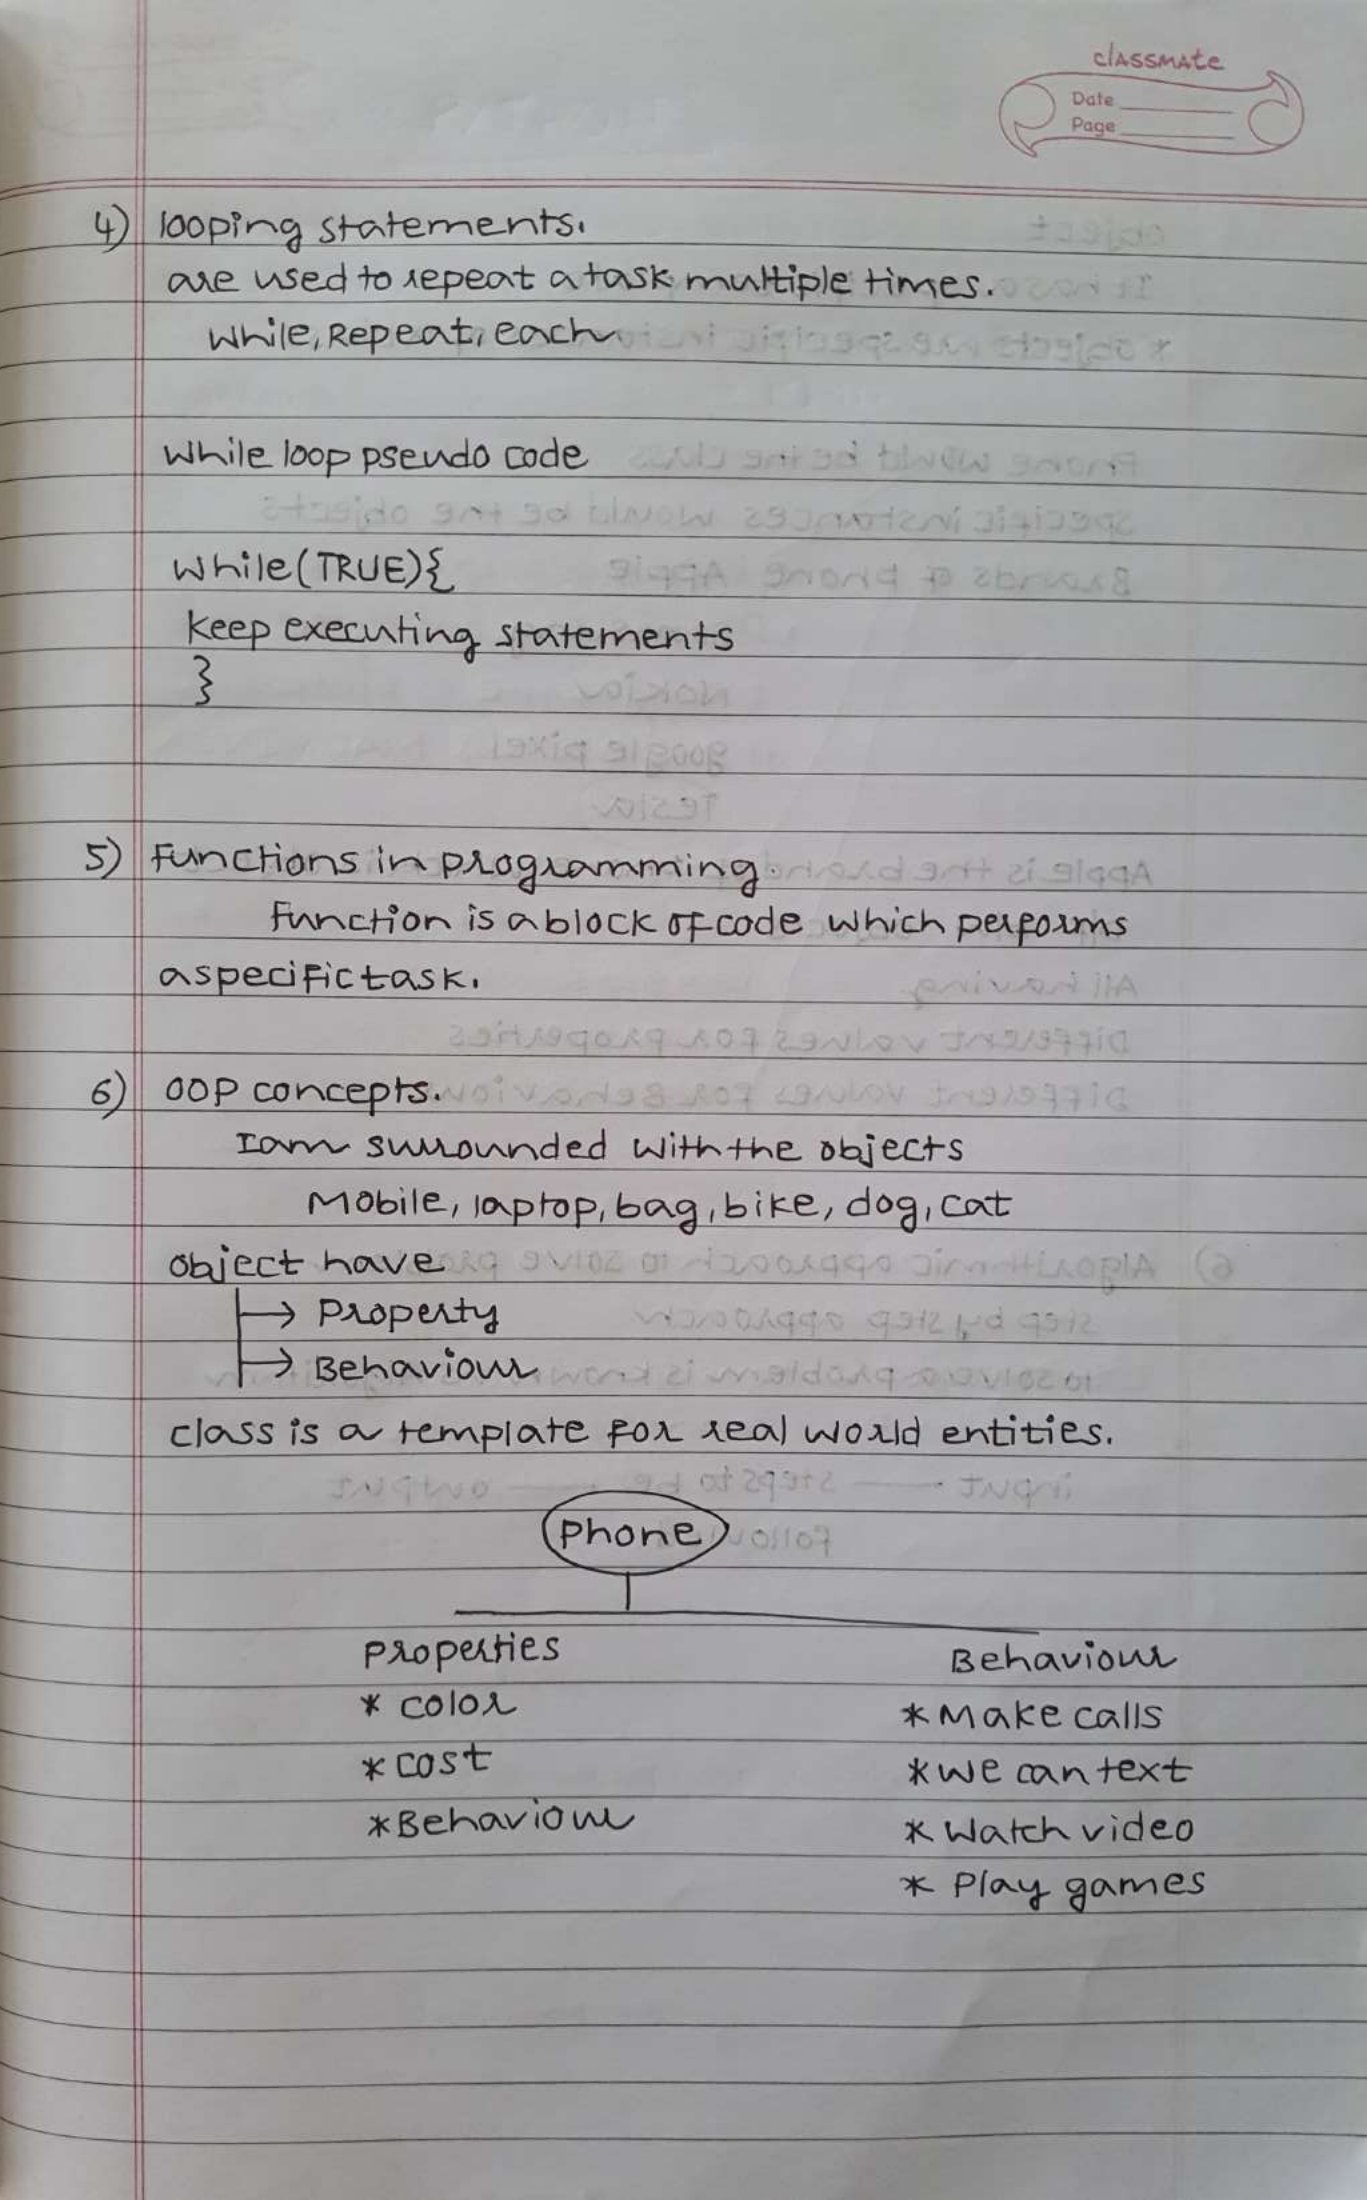 classmate
Date
Page
4) looping statements.
are used to repeat a task multiple times.
While, Repeat, each
While loop pseudo code
While(TRUE){
Keep executing statements
}
5) Functions in programming.
Function is a block of code which performs
a specific task.
6) OOP concepts.
I am surrounded with the objects
Mobile, laptop, bag, bike, dog, cat
object have
→ Property
→ Behaviour
class is a template for real world entities.
Phone
Properties Behaviour
* color * Make calls
* cost * we can text
* Behaviour * Watch video
* Play games